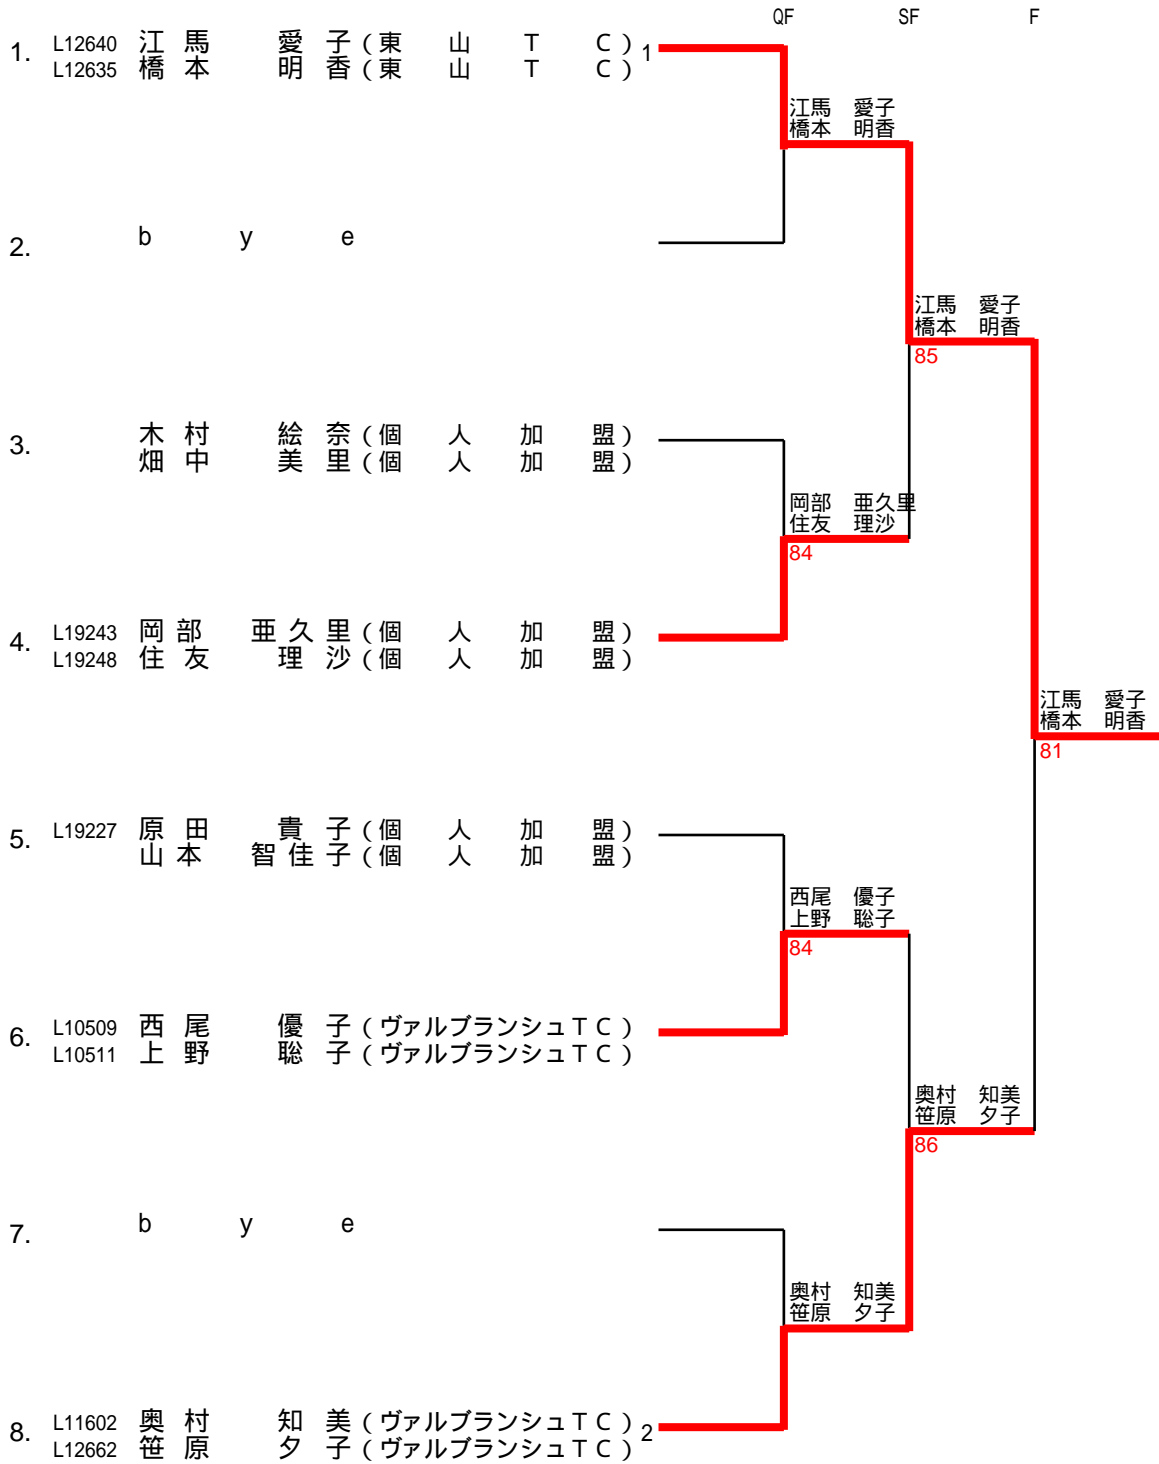 QF SF F
1. L12640 江馬 愛子(東山TC) 1
L12635 橋本 明香(東山TC)
江馬 愛子
橋本 明香
2. bye
江馬 愛子
橋本 明香
85
3. 木村 絵奈(個人加盟)
畑中 美里(個人加盟)
岡部 亜久里
住友 理沙
84
4. L19243 岡部 亜久里(個人加盟)
L19248 住友 理沙(個人加盟)
江馬 愛子
橋本 明香
81
5. L19227 原田 貴子(個人加盟)
山本 智佳子(個人加盟)
西尾 優子
上野 聡子
84
6. L10509 西尾 優子(ヴァルブランシュTC)
L10511 上野 聡子(ヴァルブランシュTC)
奥村 知美
笹原 夕子
86
7. bye
奥村 知美
笹原 夕子
8. L11602 奥村 知美(ヴァルブランシュTC) 2
L12662 笹原 夕子(ヴァルブランシュTC)